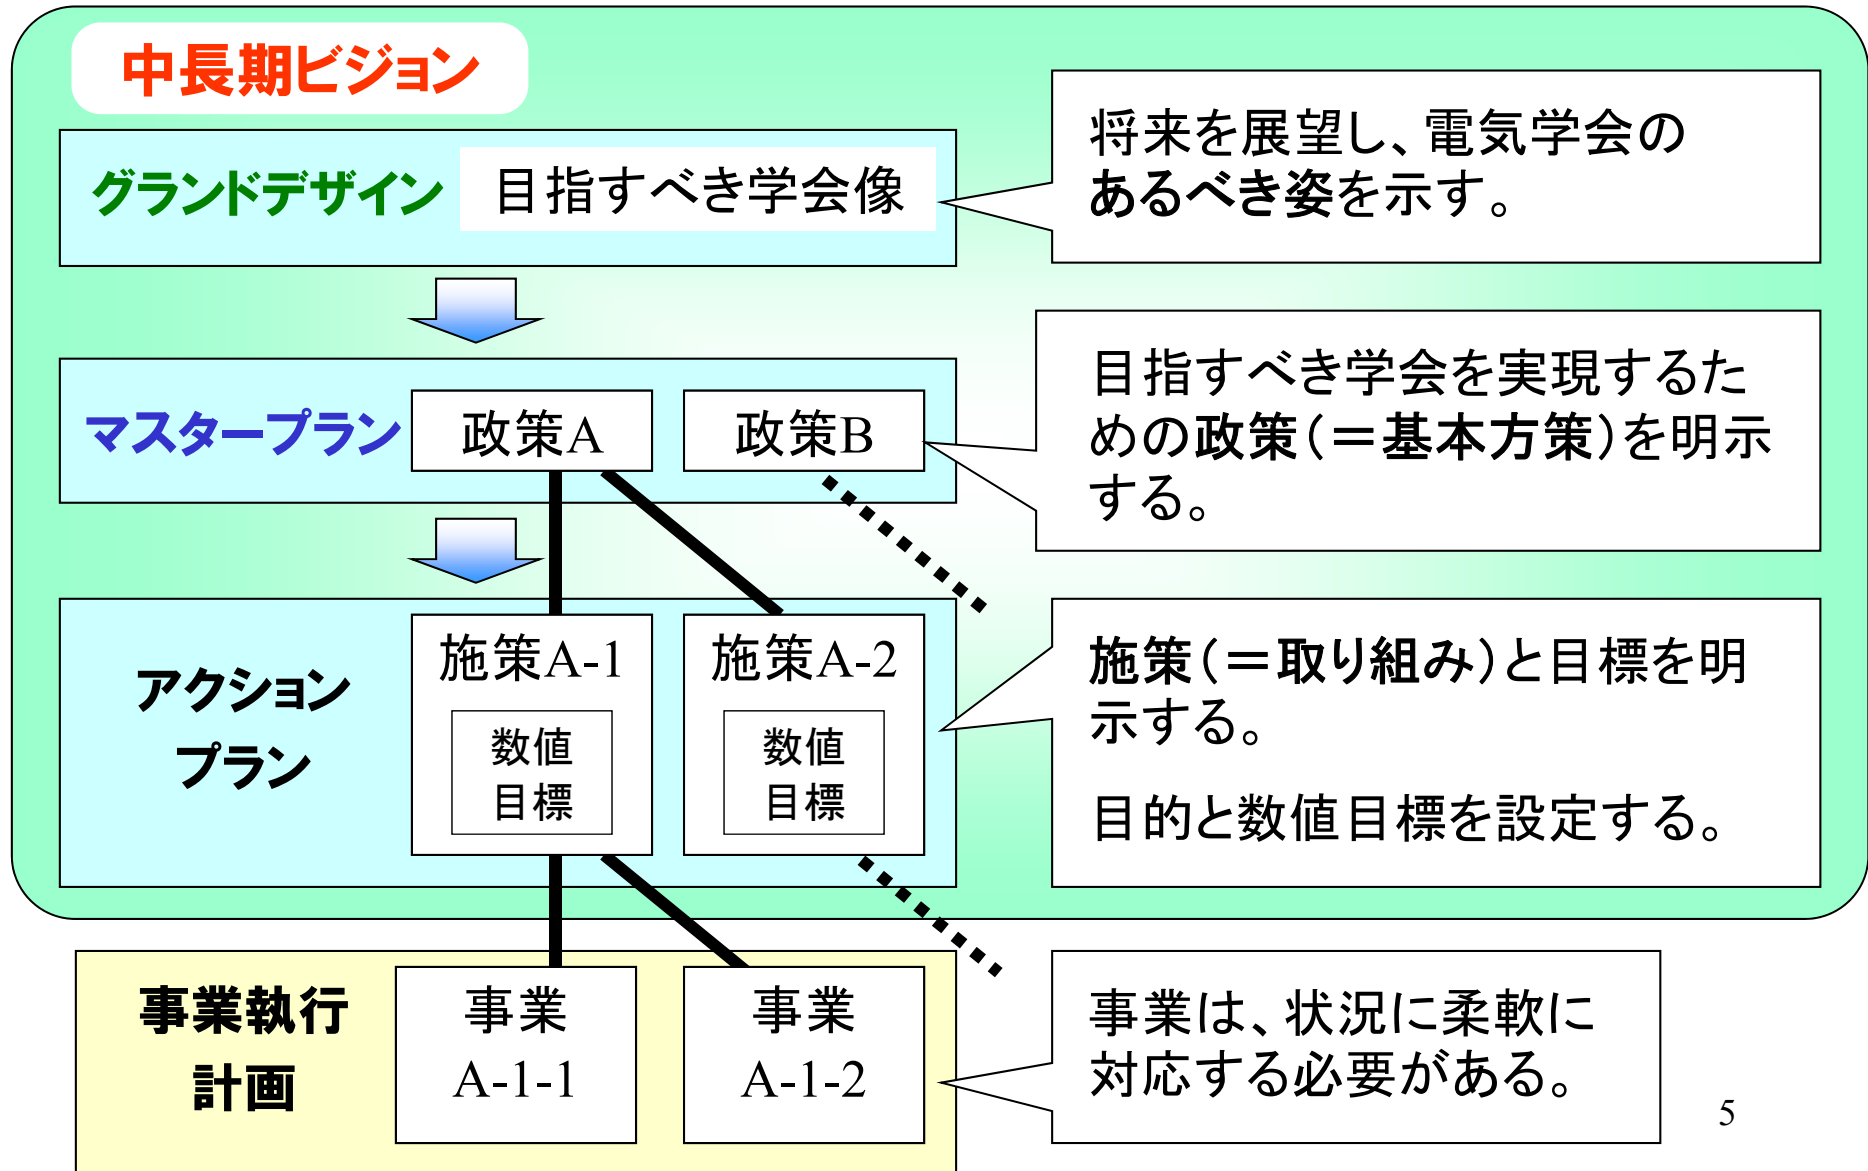 中長期ビジョン
グランドデザイン
目指すべき学会像
将来を展望し、電気学会の
あるべき姿を示す。
マスタープラン
政策A
政策B
目指すべき学会を実現するた
めの政策(＝基本方策)を明示
する。
アクション
プラン
施策A-1
数値
目標
施策A-2
数値
目標
施策(＝取り組み)と目標を明
示する。
目的と数値目標を設定する。
事業執行
計画
事業
A-1-1
事業
A-1-2
事業は、状況に柔軟に
対応する必要がある。
5